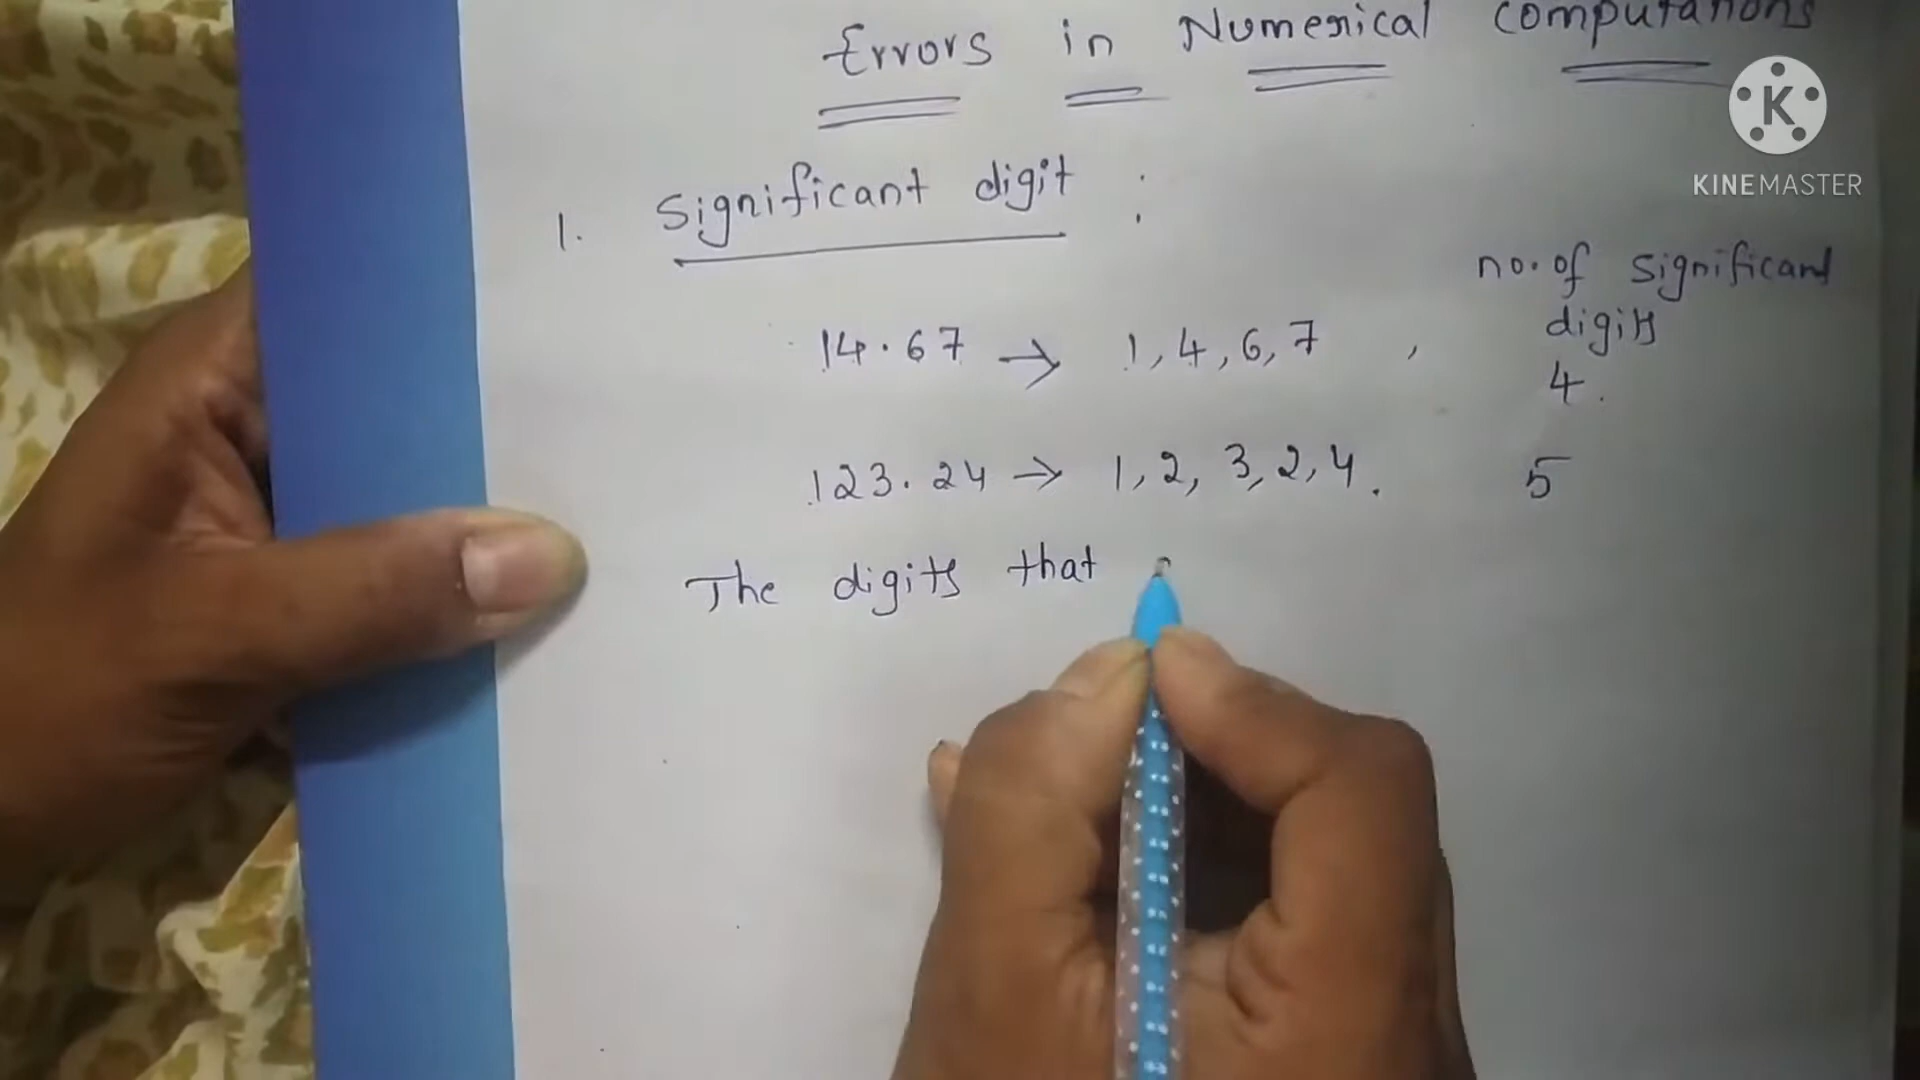 Errors in Numerical Computations
K
KINEMASTER
1. Significant digit :
no. of significant
digits
14.67 → 1, 4, 6, 7 ,
4.
123.24 → 1, 2, 3, 2, 4. 5
The digits that